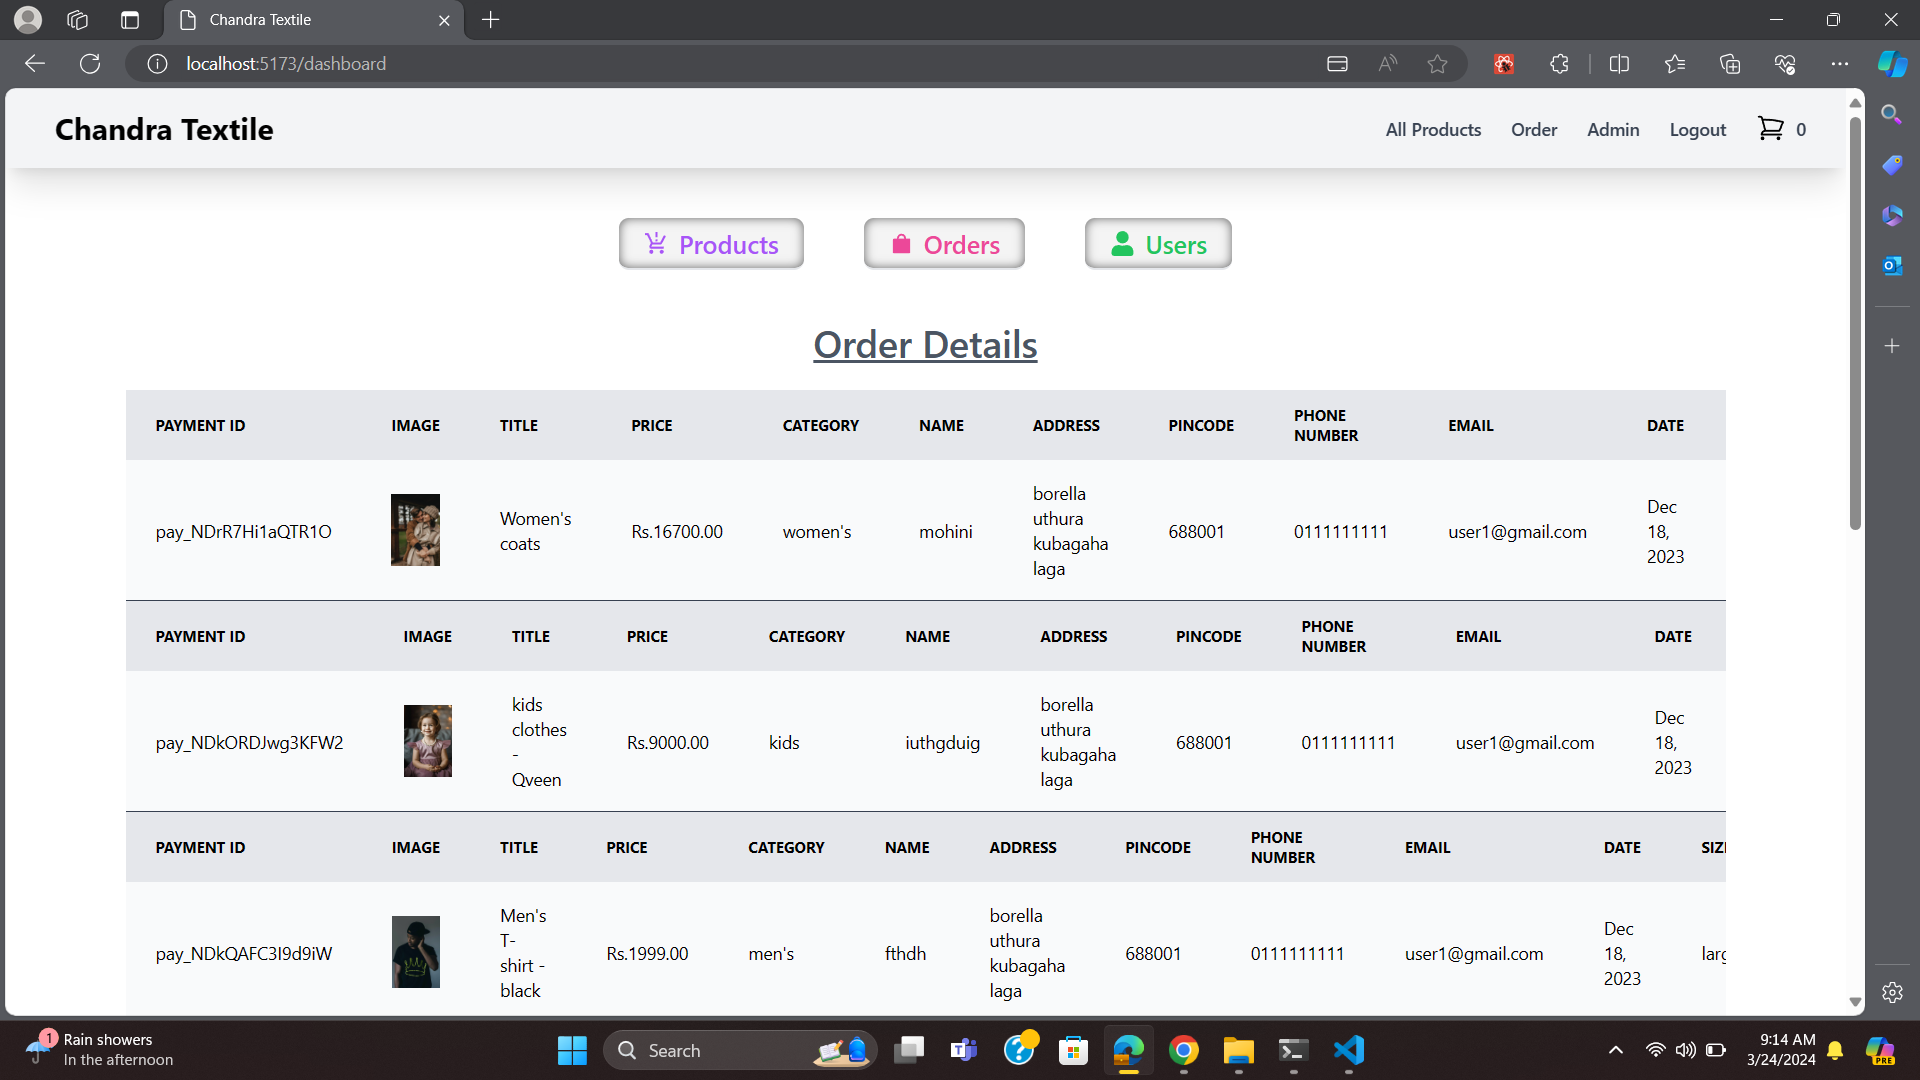 Chandra Textile
localhost:5173/dashboard
Chandra Textile
All Products Order Admin Logout 0
Products Orders Users
Order Details
PAYMENT ID IMAGE TITLE PRICE CATEGORY NAME ADDRESS PINCODE PHONE NUMBER EMAIL DATE
pay_NDrR7Hi1aQTR1O Women's coats Rs.16700.00 women's mohini borella uthura kubagaha laga 688001 0111111111 user1@gmail.com Dec 18, 2023
PAYMENT ID IMAGE TITLE PRICE CATEGORY NAME ADDRESS PINCODE PHONE NUMBER EMAIL DATE
pay_NDkORDJwg3KFW2 kids clothes - Qveen Rs.9000.00 kids iuthgduig borella uthura kubagaha laga 688001 0111111111 user1@gmail.com Dec 18, 2023
PAYMENT ID IMAGE TITLE PRICE CATEGORY NAME ADDRESS PINCODE PHONE NUMBER EMAIL DATE
pay_NDkQAFC3I9d9iW Men's T-shirt - black Rs.1999.00 men's fthdh borella uthura kubagaha laga 688001 0111111111 user1@gmail.com Dec 18, 2023
1 Rain showers
In the afternoon
Search
9:14 AM
3/24/2024
PRE